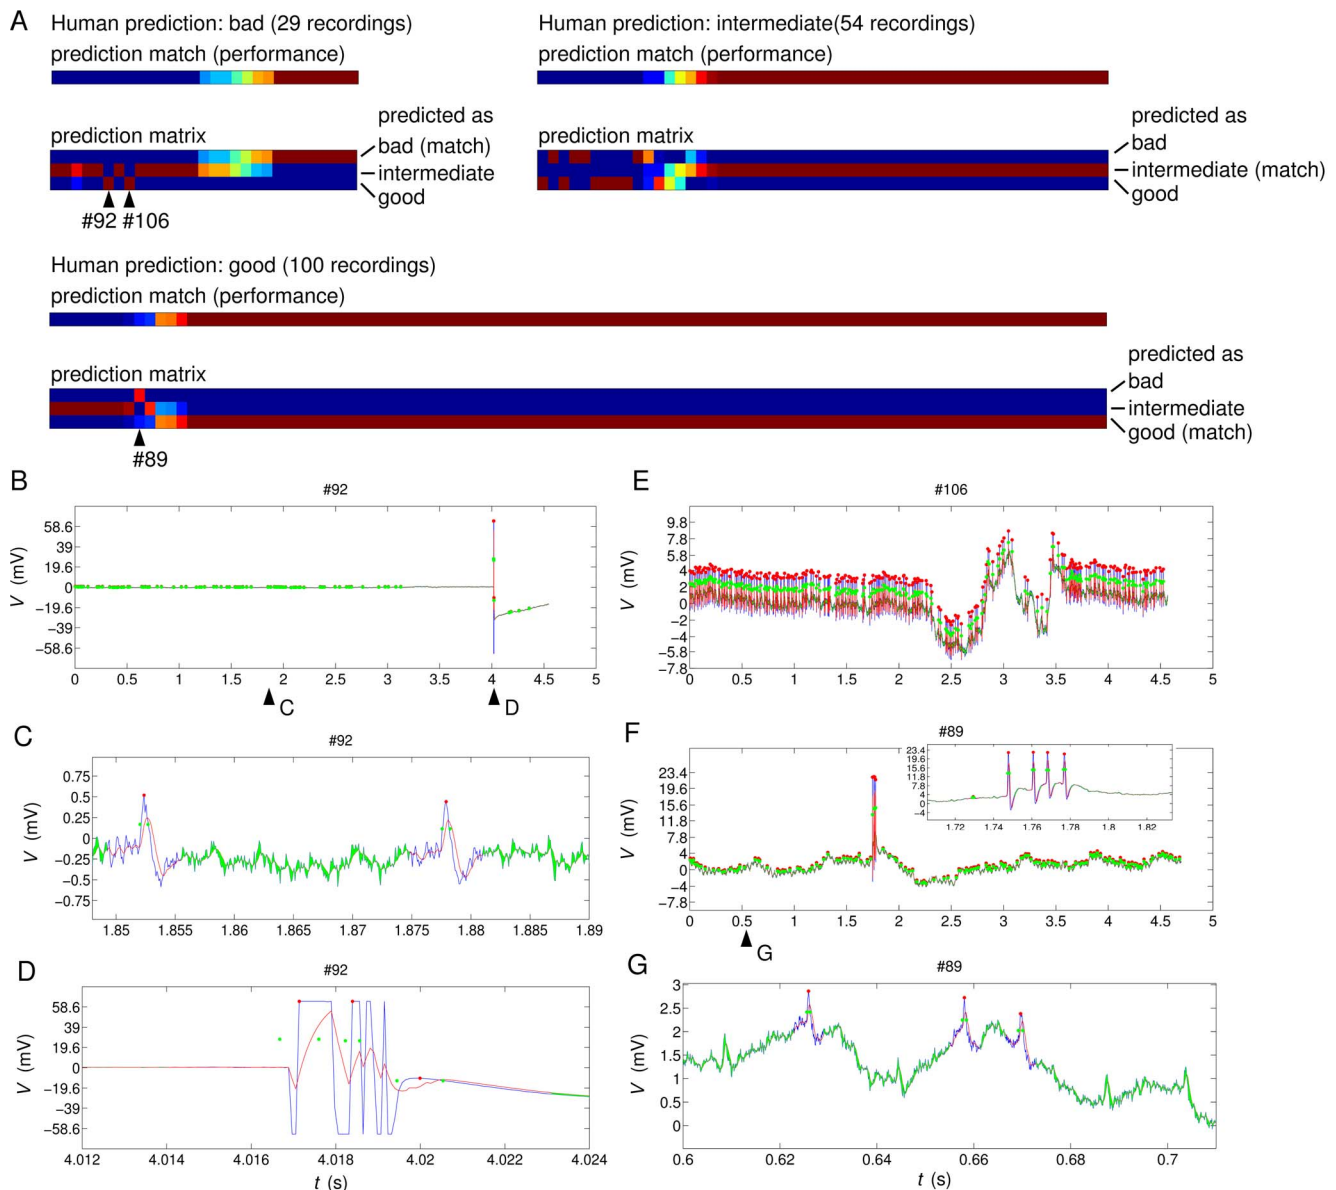 A
Human prediction: bad (29 recordings)
prediction match (performance)
prediction matrix
predicted as
bad (match)
intermediate
good
#92 #106
Human prediction: intermediate(54 recordings)
prediction match (performance)
prediction matrix
predicted as
bad
intermediate (match)
good
Human prediction: good (100 recordings)
prediction match (performance)
prediction matrix
predicted as
bad
intermediate
good (match)
#89
B
#92
V (mV)
58.6
39
19.6
0
−19.6
−39
−58.6
0 0.5 1 1.5 2 2.5 3 3.5 4 4.5 5
C D
C
#92
V (mV)
0.75
0.5
0.25
0
−0.25
−0.5
−0.75
1.85 1.855 1.86 1.865 1.87 1.875 1.88 1.885 1.89
D
#92
V (mV)
58.6
39
19.6
0
−19.6
−39
−58.6
4.012 4.014 4.016 4.018 4.02 4.022 4.024
t (s)
E
#106
V (mV)
9.8
7.8
5.8
4
2
0
−2
−4
−5.8
−7.8
0 0.5 1 1.5 2 2.5 3 3.5 4 4.5 5
F
#89
V (mV)
23.4
19.6
15.6
11.8
7.8
4
0
−4
−7.8
0 0.5 1 1.5 2 2.5 3 3.5 4 4.5 5
23.4
19.6
15.6
11.8
8
4
0
−4
1.72 1.74 1.76 1.78 1.8 1.82
G
G
#89
V (mV)
3
2.5
2
1.5
1
0.5
0
0.6 0.62 0.64 0.66 0.68 0.7
t (s)